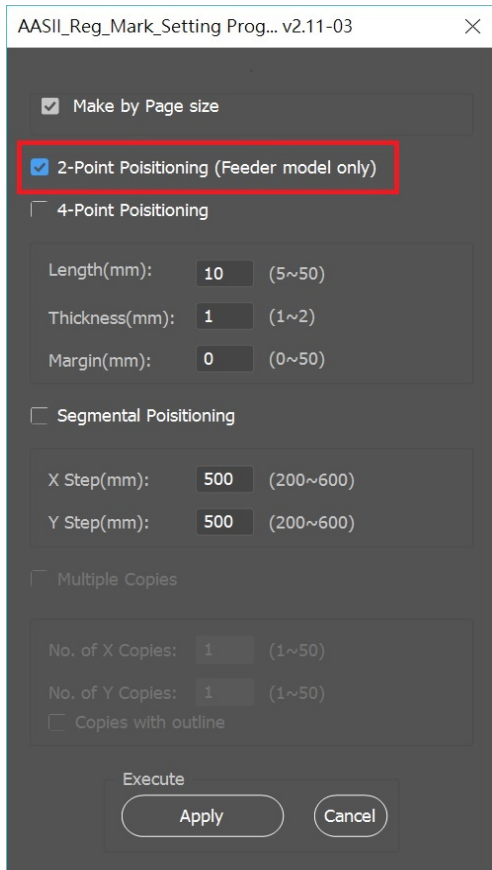 AASII_Reg_Mark_Setting Prog... v2.11-03
Make by Page size
2-Point Poisitioning (Feeder model only)
4-Point Poisitioning
Length(mm): 10 (5~50)
Thickness(mm): 1 (1~2)
Margin(mm): 0 (0~50)
Segmental Poisitioning
X Step(mm): 500 (200~600)
Y Step(mm): 500 (200~600)
Multiple Copies
No. of X Copies: 1 (1~50)
No. of Y Copies: 1 (1~50)
Copies with outline
Execute
Apply Cancel